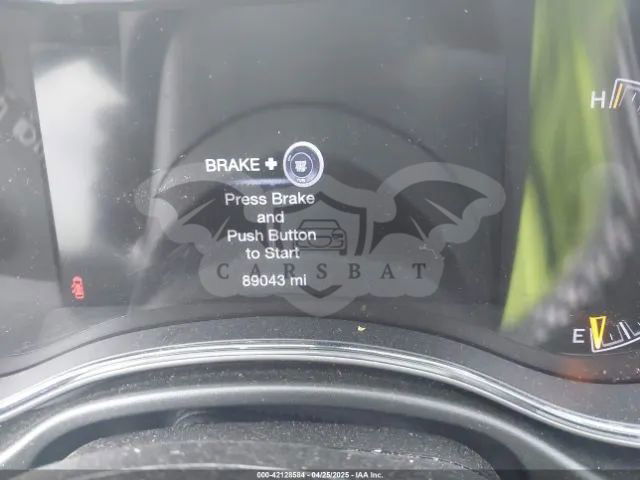 H
BRAKE +
Press Brake
and
Push Button
to Start
89043 mi
CARSBAT
E
000-42128584 - 04/25/2025 - IAA Inc.